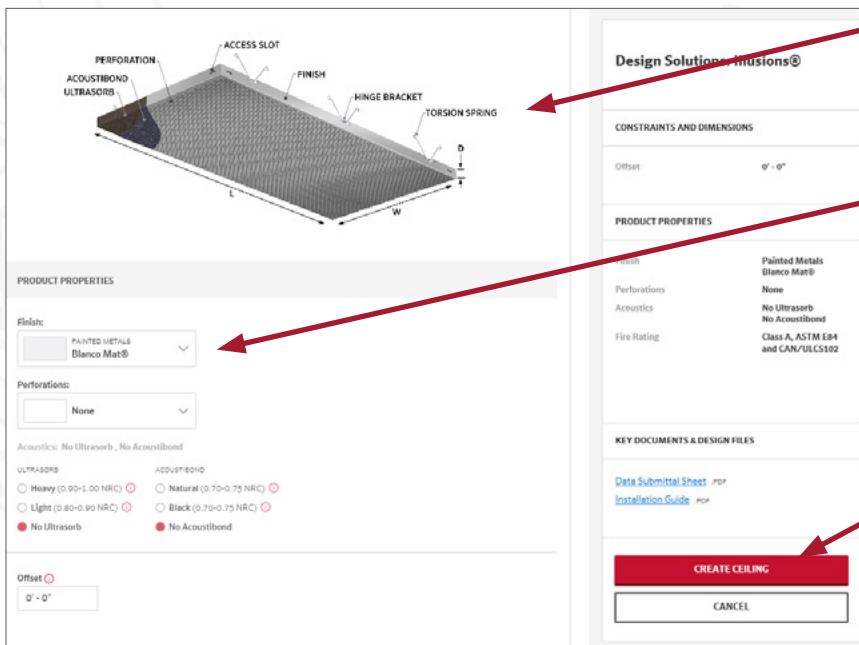 ACCESS SLOT
PERFORATION
ACOUSTIBOND
FINISH
ULTRASORB
HINGE BRACKET
TORSION SPRING
D
L
W
PRODUCT PROPERTIES
Finish:
PAINTED METALS
Blanco Mat®
Perforations:
None
Acoustics: No Ultrasorb , No Acoustibond
ULTRASORB
ACOUSTIBOND
Heavy (0.90-1.00 NRC)
Natural (0.70-0.75 NRC)
Light (0.80-0.90 NRC)
Black (0.70-0.75 NRC)
No Ultrasorb
No Acoustibond
Offset
0' - 0"
Design Solutions: Illusions®
CONSTRAINTS AND DIMENSIONS
Offset 0' - 0"
PRODUCT PROPERTIES
Finish Painted Metals
Blanco Mat®
Perforations None
Acoustics No Ultrasorb
No Acoustibond
Fire Rating Class A, ASTM E84
and CAN/ULCS102
KEY DOCUMENTS & DESIGN FILES
Data Submittal Sheet .PDF
Installation Guide .PDF
CREATE CEILING
CANCEL